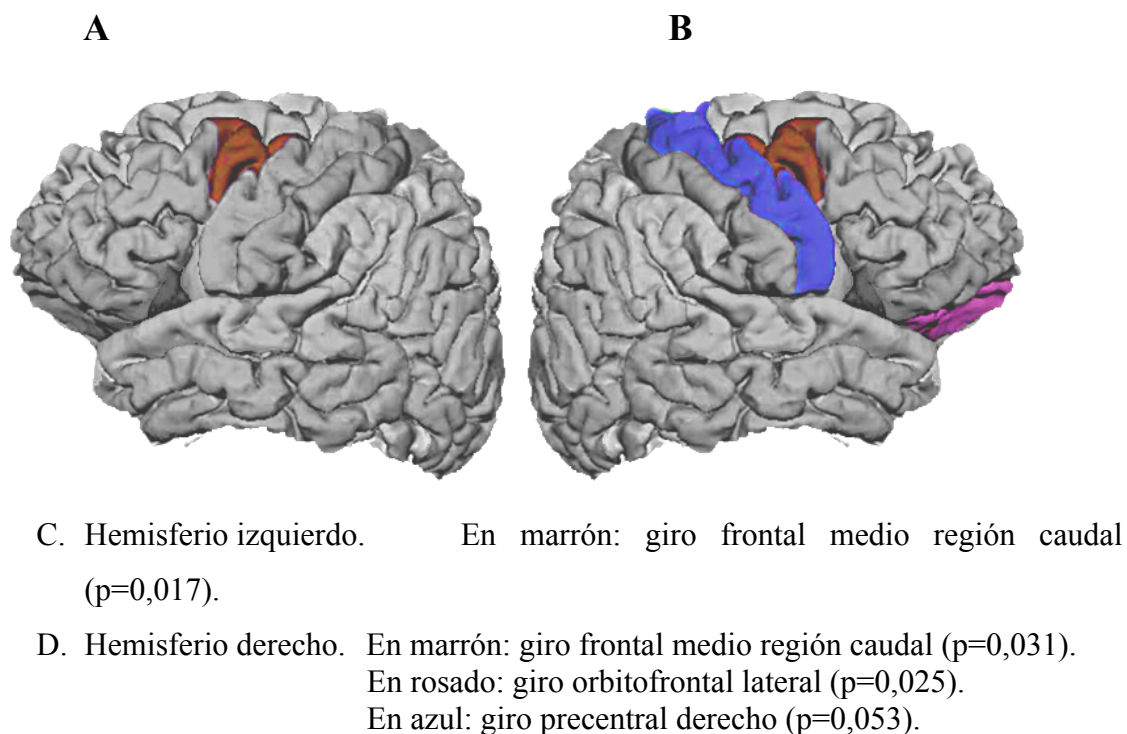 A B
C. Hemisferio izquierdo. En marrón: giro frontal medio región caudal
(p=0,017).
D. Hemisferio derecho. En marrón: giro frontal medio región caudal (p=0,031).
En rosado: giro orbitofrontal lateral (p=0,025).
En azul: giro precentral derecho (p=0,053).